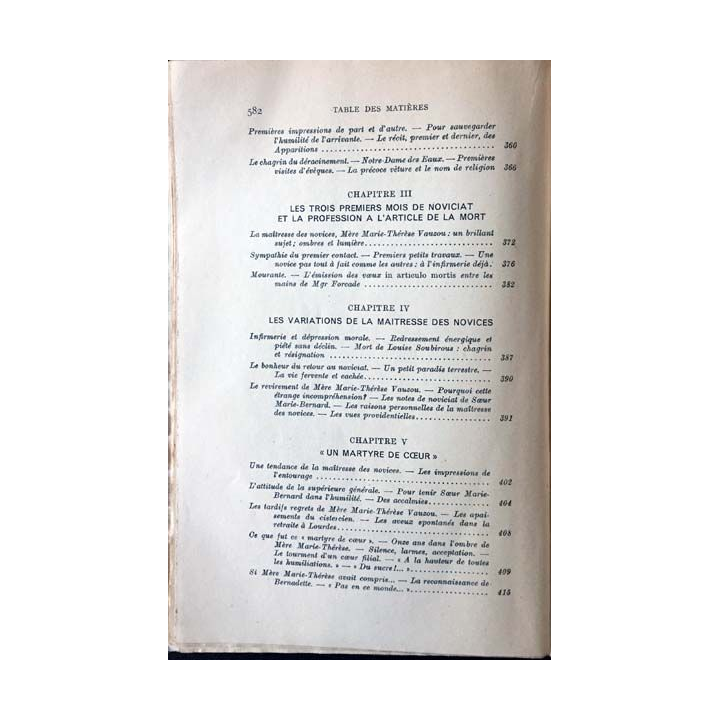 582 TABLE DES MATIÈRES
Premières impressions de part et d'autre. — Pour sauvegarder
l'humilité de l'arrivante. — Le récit, premier et dernier, des
Apparitions ........ 360
Le chagrin du déracinement. — Notre-Dame des Eaux. — Premières
visites d'évêques. — La précoce vêture et le nom de religion 366
CHAPITRE III
LES TROIS PREMIERS MOIS DE NOVICIAT
ET LA PROFESSION A L'ARTICLE DE LA MORT
La maîtresse des novices, Mère Marie-Thérèse Vauzou : un brillant
sujet ; ombres et lumière ........ 372
Sympathie du premier contact. — Premiers petits travaux. — Une
novice pas tout à fait comme les autres : à l'infirmerie déjà. 376
Mourante. — L'émission des vœux in articulo mortis entre les
mains de Mgr Forcade ........ 382
CHAPITRE IV
LES VARIATIONS DE LA MAITRESSE DES NOVICES
Infirmerie et dépression morale. — Redressement énergique et
piété sans déclin. — Mort de Louise Soubirous : chagrin
et résignation ........ 387
Le bonheur du retour au noviciat. — Un petit paradis terrestre. —
La vie fervente et cachée ........ 390
Le revirement de Mère Marie-Thérèse Vauzou. — Pourquoi cette
étrange incompréhension? — Les notes de noviciat de Sœur
Marie-Bernard. — Les raisons personnelles de la maîtresse
des novices. — Les vues providentielles ........ 391
CHAPITRE V
« UN MARTYRE DE CŒUR »
Une tendance de la maîtresse des novices. — Les impressions de
l'entourage ........ 402
L'attitude de la supérieure générale. — Pour tenir Sœur Marie-
Bernard dans l'humilité. — Des accalmies ........ 404
Les tardifs regrets de Mère Marie-Thérèse Vauzou. — Les apai-
sements du cistercien. — Les aveux spontanés dans la
retraite à Lourdes ........ 408
Ce que fut ce « martyre de cœur ». — Onze ans dans l'ombre de
Mère Marie-Thérèse. — Silence, larmes, acceptation. —
Le tourment d'un cœur filial. — « A la hauteur de toutes
les humiliations. » — « Du sucre!... » ........ 409
Si Mère Marie-Thérèse avait compris... — La reconnaissance de
Bernadette. — « Pas en ce monde... » ........ 415